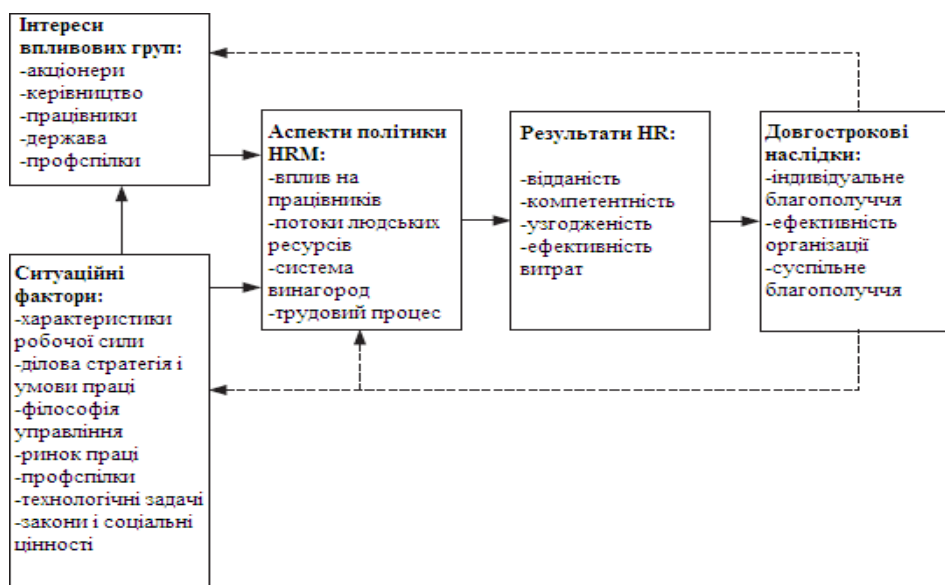 Інтереси
впливових груп:
-акціонери
-керівництво
-працівники
-держава
-профспілки
Ситуаційні
фактори:
-характеристики
робочої сили
-ділова стратегія і
умови праці
-філософія
управління
-ринок праці
-профспілки
-технологічні задачі
-закони і соціальні
цінності
Аспекти політики
HRM:
-вплив на
працівників
-потоки людських
ресурсів
-система
винагород
-трудовий процес
Результати HR:
-відданість
-компетентність
-узгодженість
-ефективність
витрат
Довгострокові
наслідки:
-індивідуальне
благополуччя
-ефективність
організації
-суспільне
благополуччя